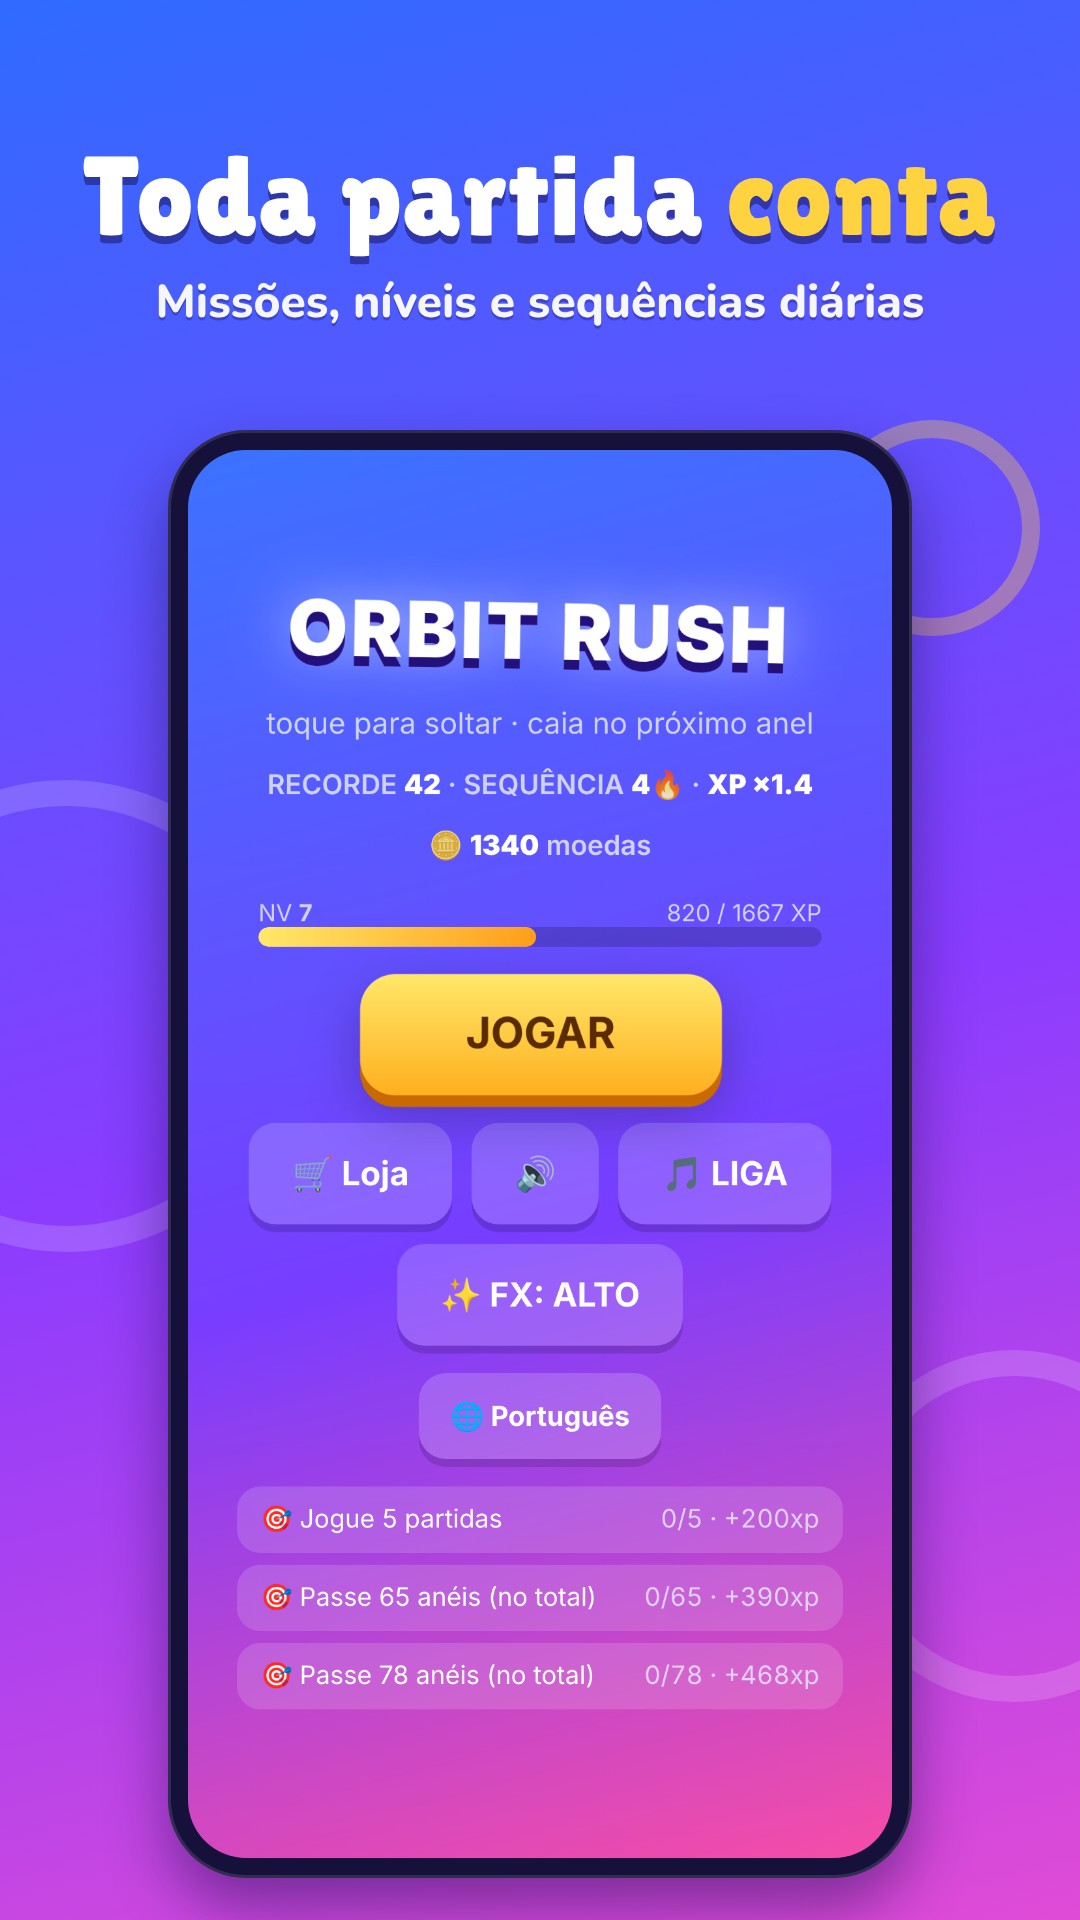 Toda partida conta
Missões, níveis e sequências diárias
ORBIT RUSH
toque para soltar · caia no próximo anel
RECORDE 42 · SEQUÊNCIA 4🔥 · XP ×1.4
🪙 1340 moedas
NV 7 820 / 1667 XP
JOGAR
🛒 Loja 🔊 🎵 LIGA
✨ FX: ALTO
🌐 Português
🎯 Jogue 5 partidas 0/5 · +200xp
🎯 Passe 65 anéis (no total) 0/65 · +390xp
🎯 Passe 78 anéis (no total) 0/78 · +468xp